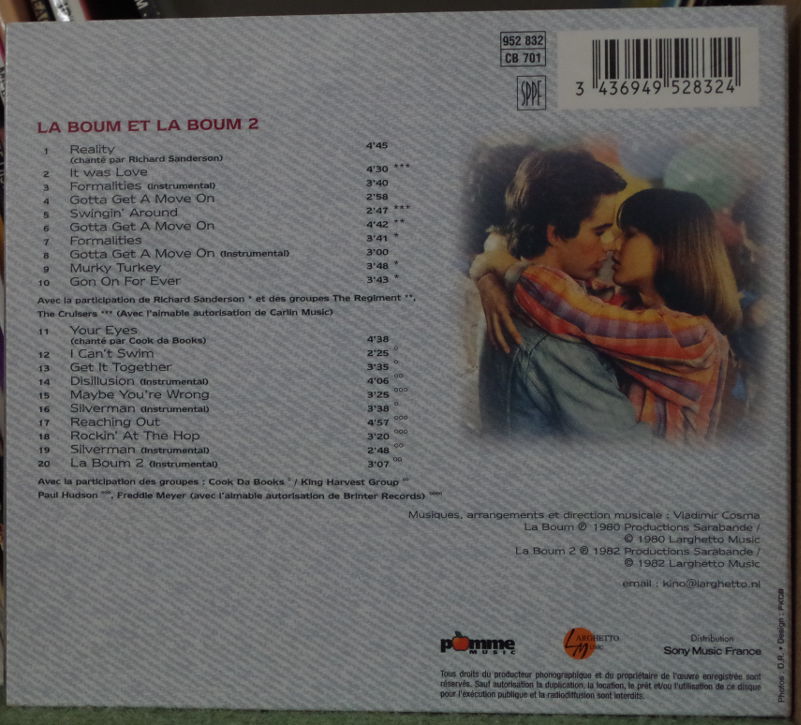 952 832
CB 701
SPPF
3 436949 528324
LA BOUM ET LA BOUM 2
1 Reality 4'45
(chanté par Richard Sanderson)
2 It was Love 4'30 ***
3 Formalities (Instrumental) 3'40
4 Gotta Get A Move On 2'58
5 Swingin' Around 2'47 ***
6 Gotta Get A Move On 4'42 **
7 Formalities 3'41 *
8 Gotta Get A Move On (Instrumental) 3'00
9 Murky Turkey 3'48 *
10 Gon On For Ever 3'43 *
Avec la participation de Richard Sanderson * et des groupes The Regiment **,
The Cruisers *** (Avec l'aimable autorisation de Carlin Music)
11 Your Eyes
(chanté par Cook da Books) 4'38
12 I Can't Swim 2'25 °
13 Get It Together 3'35 °
14 Disillusion (Instrumental) 4'06 °°
15 Maybe You're Wrong 3'25 °°°
16 Silverman (Instrumental) 3'38 °
17 Reaching Out 4'57 °°°
18 Rockin' At The Hop 3'20 °°°
19 Silverman (Instrumental) 2'48 °°
20 La Boum 2 (Instrumental) 3'07 °°
Avec la participation des groupes : Cook Da Books ° / King Harvest Group °°
Paul Hudson °°°, Freddie Meyer (avec l'aimable autorisation de Brinter Records) °°°°
Musiques, arrangements et direction musicale : Vladimir Cosma
La Boum ℗ 1980 Productions Sarabande /
© 1980 Larghetto Music
La Boum 2 ℗ 1982 Productions Sarabande /
© 1982 Larghetto Music
email : kino@larghetto.nl
pomme
MUSIC
LARGHETTO
MUSIC
Distribution
Sony Music France
Tous droits du producteur phonographique et du propriétaire de l'œuvre enregistrée sont
réservés. Sauf autorisation la duplication, la location, le prêt et/ou l'utilisation de ce disque
pour l'exécution publique et la radiodiffusion sont interdits.
Photos : D.R. • Design :